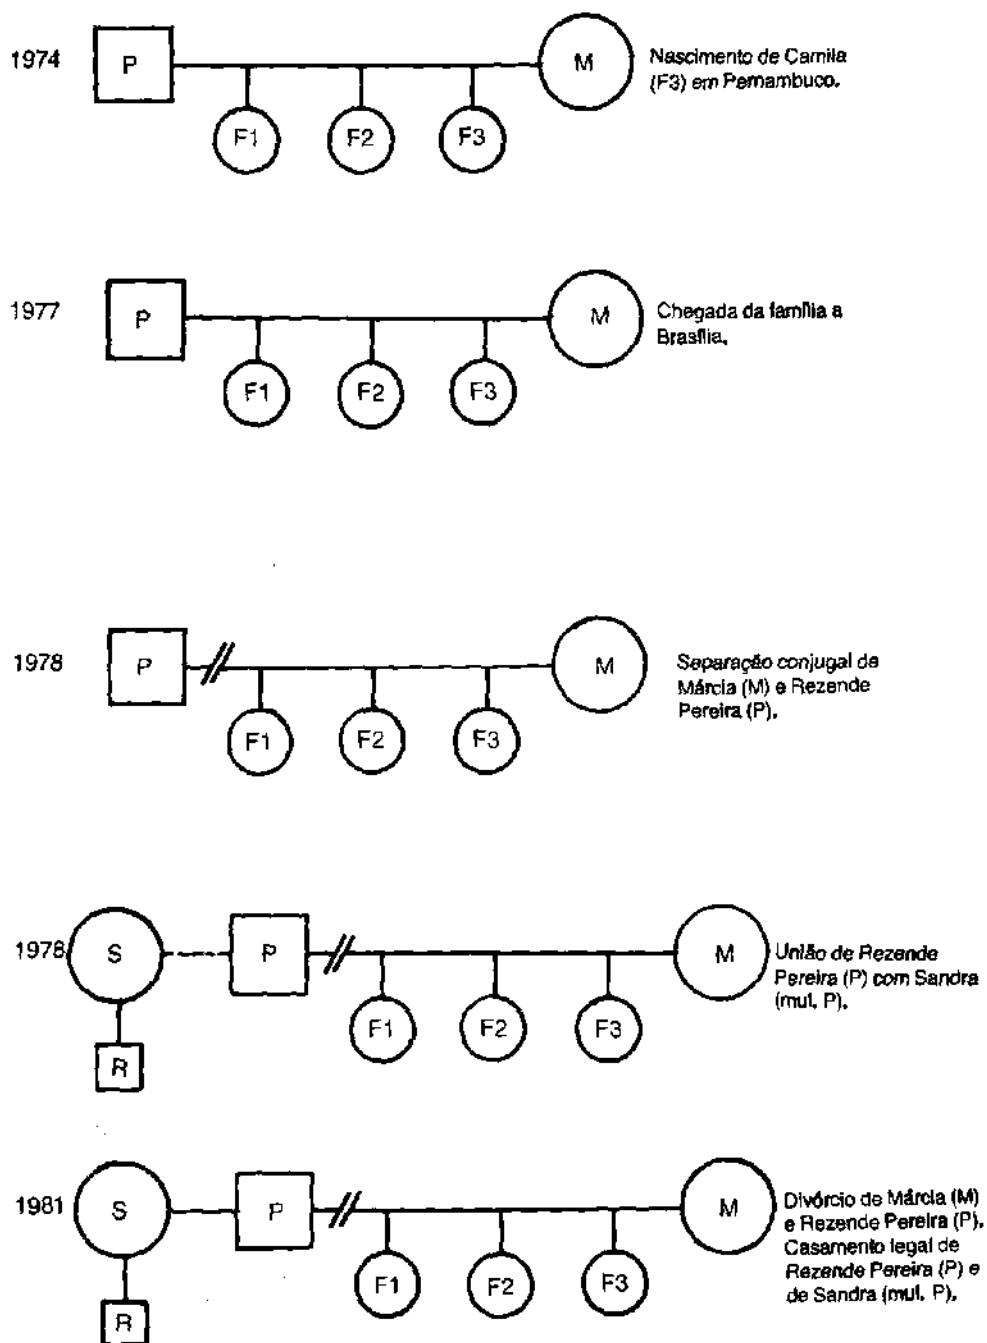 1974
P
M
Nascimento de Camila
(F3) em Pernambuco.
F1
F2
F3
1977
P
M
Chegada da família a
Brasília.
F1
F2
F3
1978
P
M
Separação conjugal de
Márcia (M) e Rezende
Pereira (P).
F1
F2
F3
1978
S
P
M
União de Rezende
Pereira (P) com Sandra
(mul. P).
F1
F2
F3
R
1981
S
P
M
Divórcio de Márcia (M)
e Rezende Pereira (P).
Casamento legal de
Rezende Pereira (P) e
de Sandra (mul. P).
F1
F2
F3
R